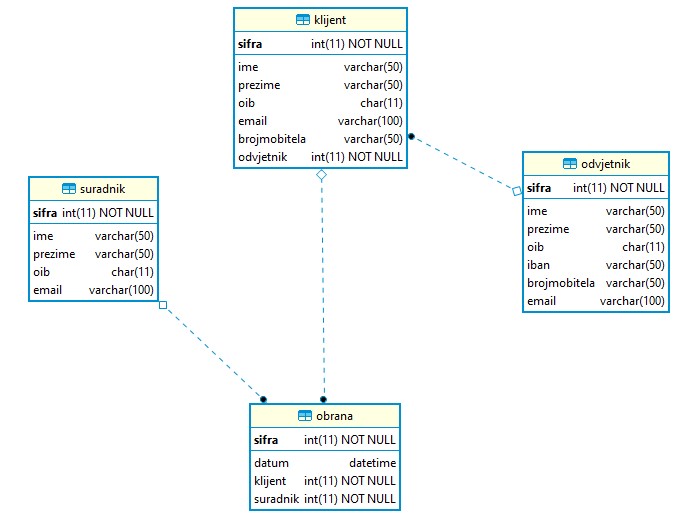 klijent
sifra int(11) NOT NULL
ime varchar(50)
prezime varchar(50)
oib char(11)
email varchar(100)
brojmobitela varchar(50)
odvjetnik int(11) NOT NULL
odvjetnik
sifra int(11) NOT NULL
ime varchar(50)
prezime varchar(50)
oib char(11)
iban varchar(50)
brojmobitela varchar(50)
email varchar(100)
suradnik
sifra int(11) NOT NULL
ime varchar(50)
prezime varchar(50)
oib char(11)
email varchar(100)
obrana
sifra int(11) NOT NULL
datum datetime
klijent int(11) NOT NULL
suradnik int(11) NOT NULL